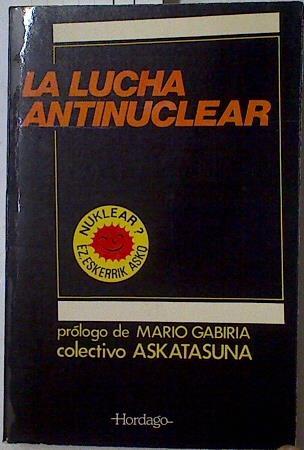 LA LUCHA
ANTINUCLEAR
NUKLEAR?
EZ ESKERRIK ASKO
prólogo de MARIO GABIRIA
colectivo ASKATASUNA
-Hordago-